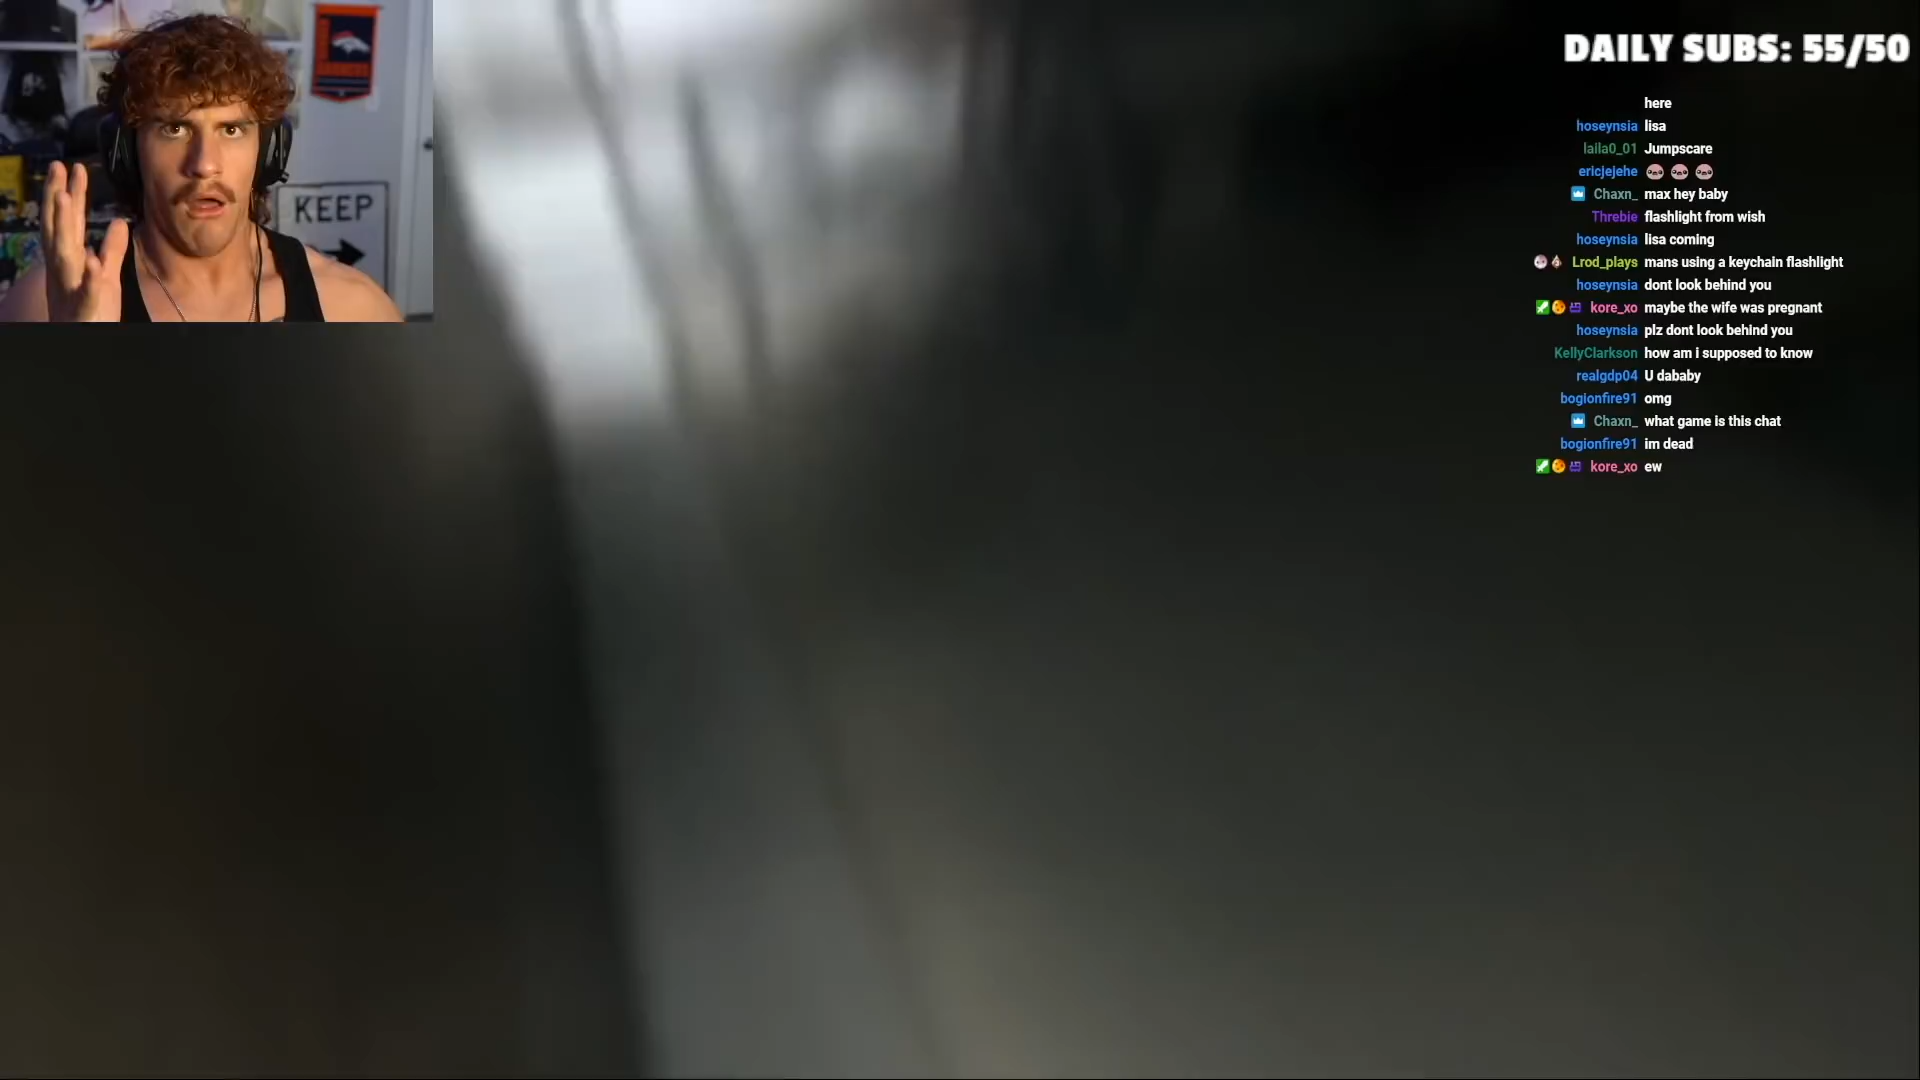 KEEP
DAILY SUBS: 55/50
here
hoseynsia lisa
laila0_01 Jumpscare
ericjejehe
Chaxn_ max hey baby
Threbie flashlight from wish
hoseynsia lisa coming
Lrod_plays mans using a keychain flashlight
hoseynsia dont look behind you
kore_xo maybe the wife was pregnant
hoseynsia plz dont look behind you
KellyClarkson how am i supposed to know
realgdp04 U dababy
bogionfire91 omg
Chaxn_ what game is this chat
bogionfire91 im dead
kore_xo ew